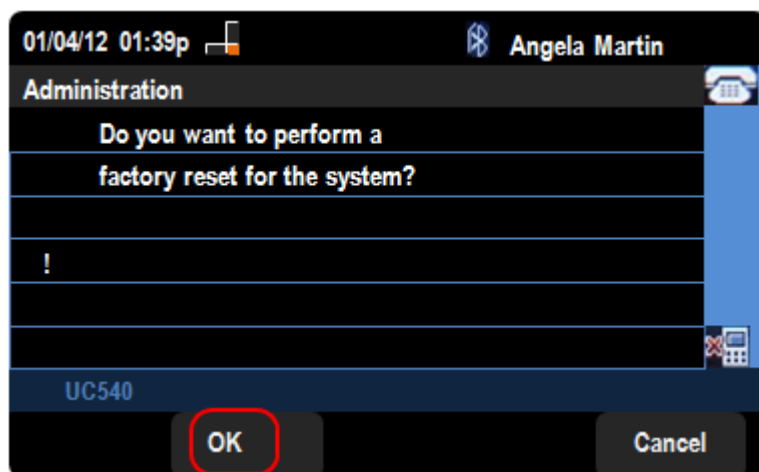 01/04/12 01:39p
Angela Martin
Administration
Do you want to perform a
factory reset for the system?
!
UC540
OK
Cancel